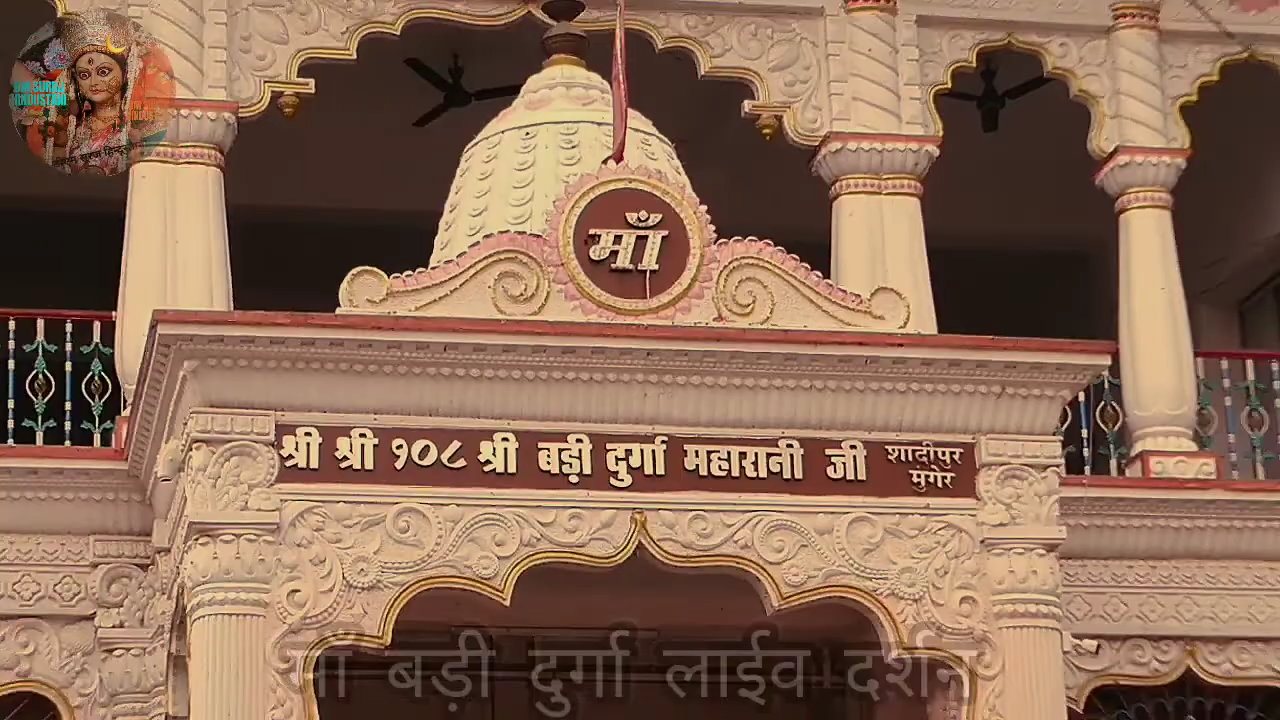 माँ
श्री श्री १०८ श्री बड़ी दुर्गा महारानी जी
शादीपुर
मुंगेर
माँ बड़ी दुर्गा लाईव दर्शन